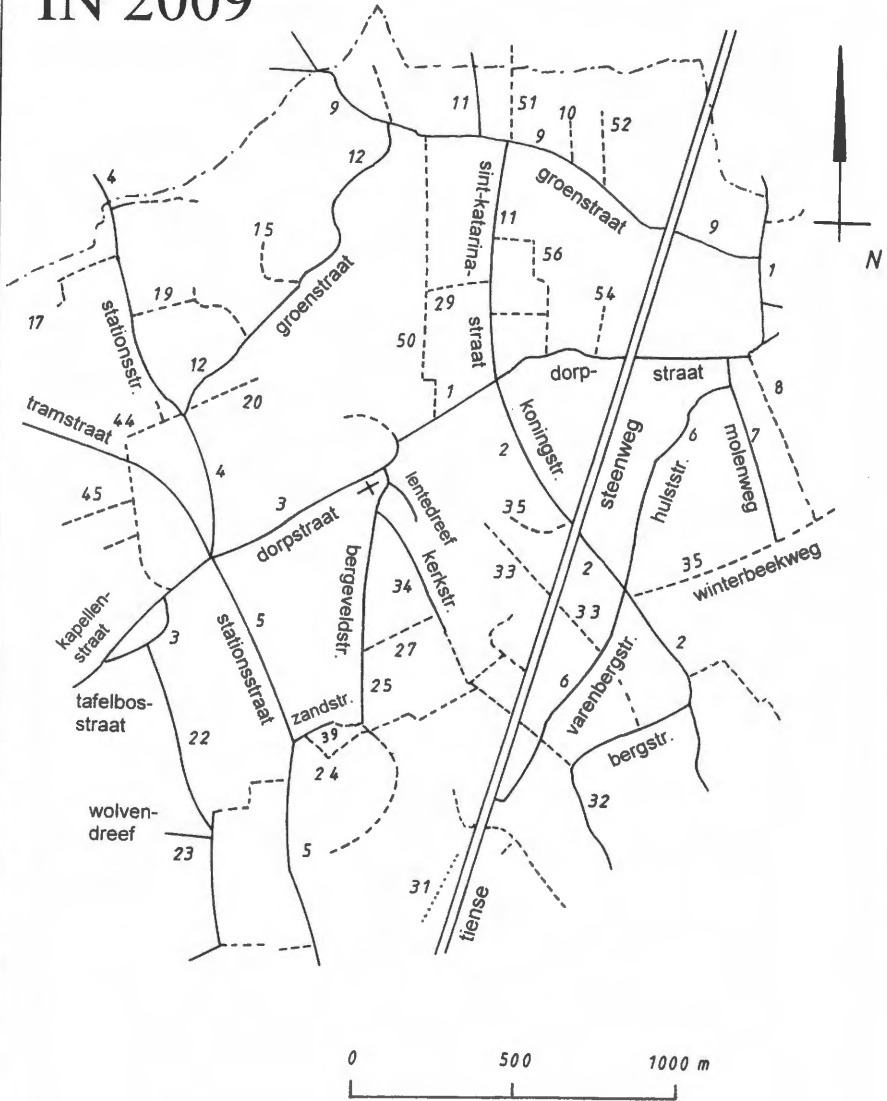 IN 2009
9
11
51
10
52
9
12
4
sint-katarina-
straat
groenstraat
11
15
56
9
1
N
17
19
stationsstr.
groenstraat
29
54
50
12
20
1
dorp-
straat
8
tramstraat
44
4
koningstr.
2
steenweg
6
hulststr.
molenweg
7
45
3
dorpstraat
lentedreef
35
kerkstr.
33
2
35
winterbeekweg
kapellen-
straat
3
5
stationsstraat
bergeveldstr.
34
33
27
2
6
varenbergstr.
tafelbos-
straat
22
zandstr.
25
39
24
bergstr.
32
wolven-
dreef
23
5
31
tiense
0
500
1000 m